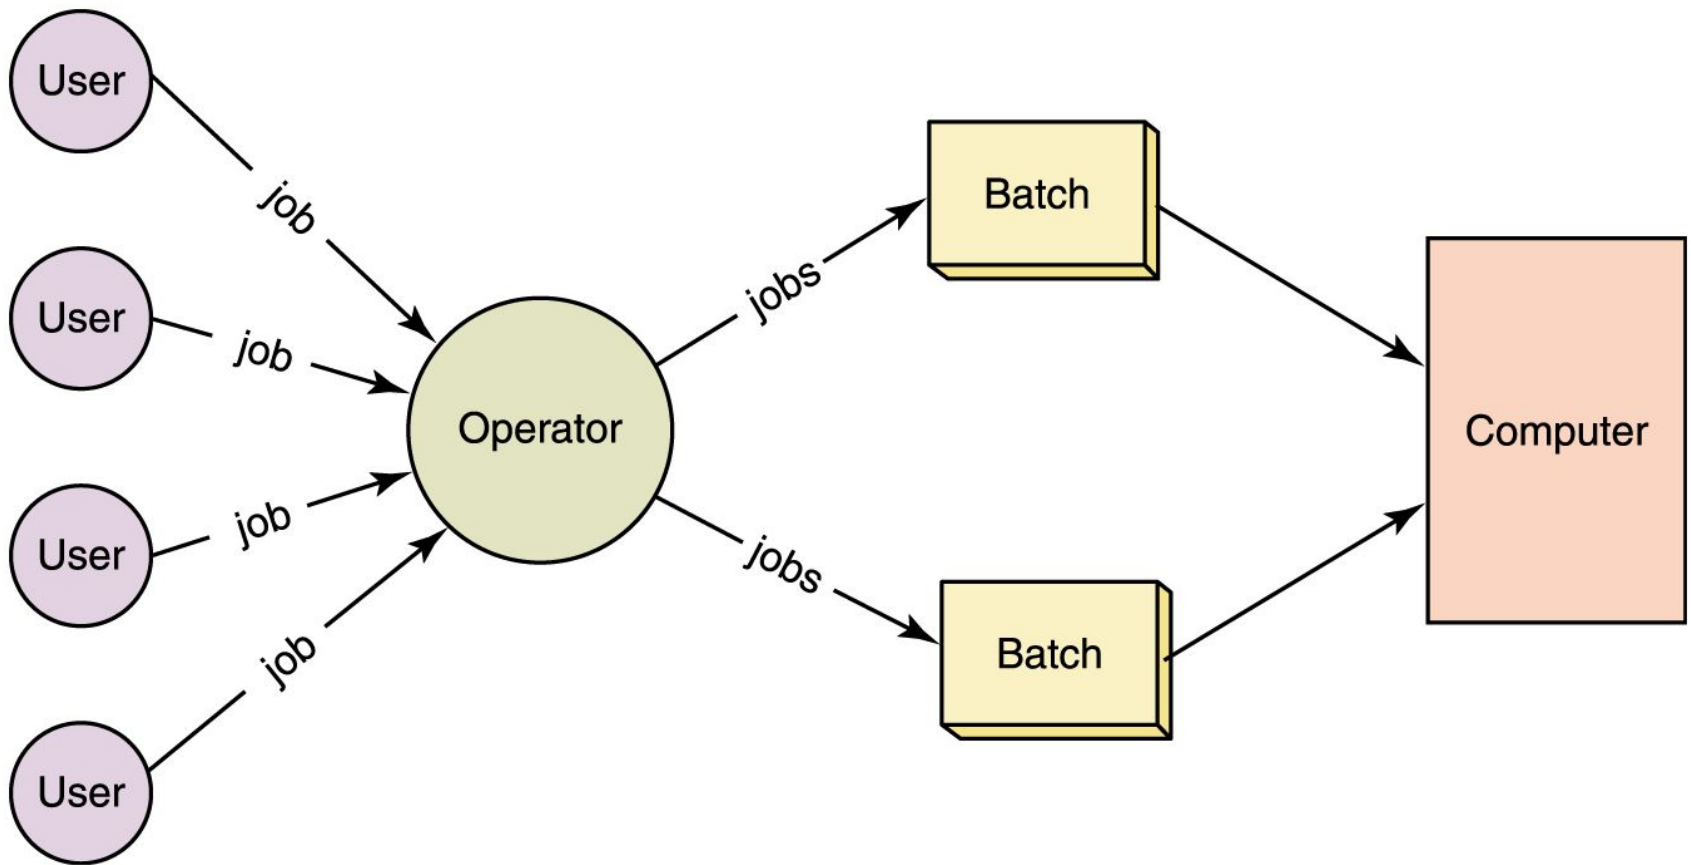 User
job
User
job
User
job
User
job
Operator
jobs
jobs
Batch
Batch
Computer